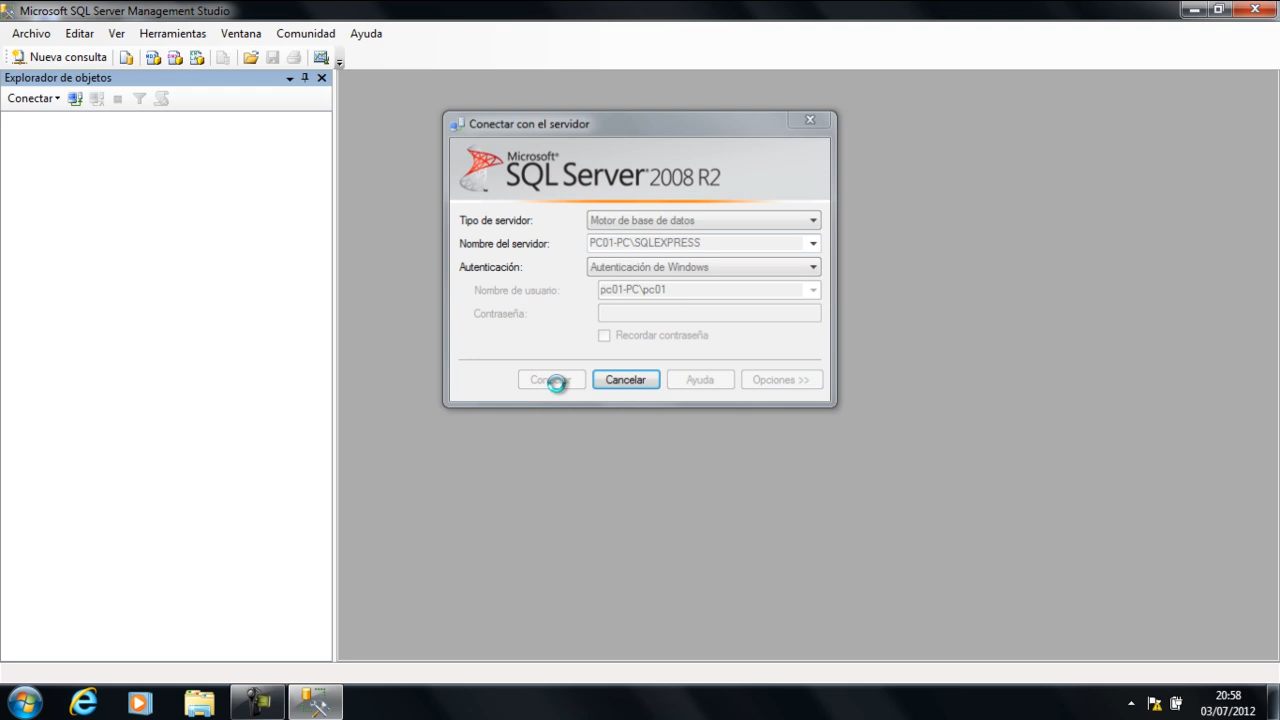 Microsoft SQL Server Management Studio
Archivo Editar Ver Herramientas Ventana Comunidad Ayuda
Nueva consulta
Explorador de objetos
Conectar
Conectar con el servidor
Microsoft®
SQL Server® 2008 R2
Tipo de servidor: Motor de base de datos
Nombre del servidor: PC01-PC\SQLEXPRESS
Autenticación: Autenticación de Windows
Nombre de usuario: pc01-PC\pc01
Contraseña:
Recordar contraseña
Cancelar Ayuda Opciones >>
20:58
03/07/2012